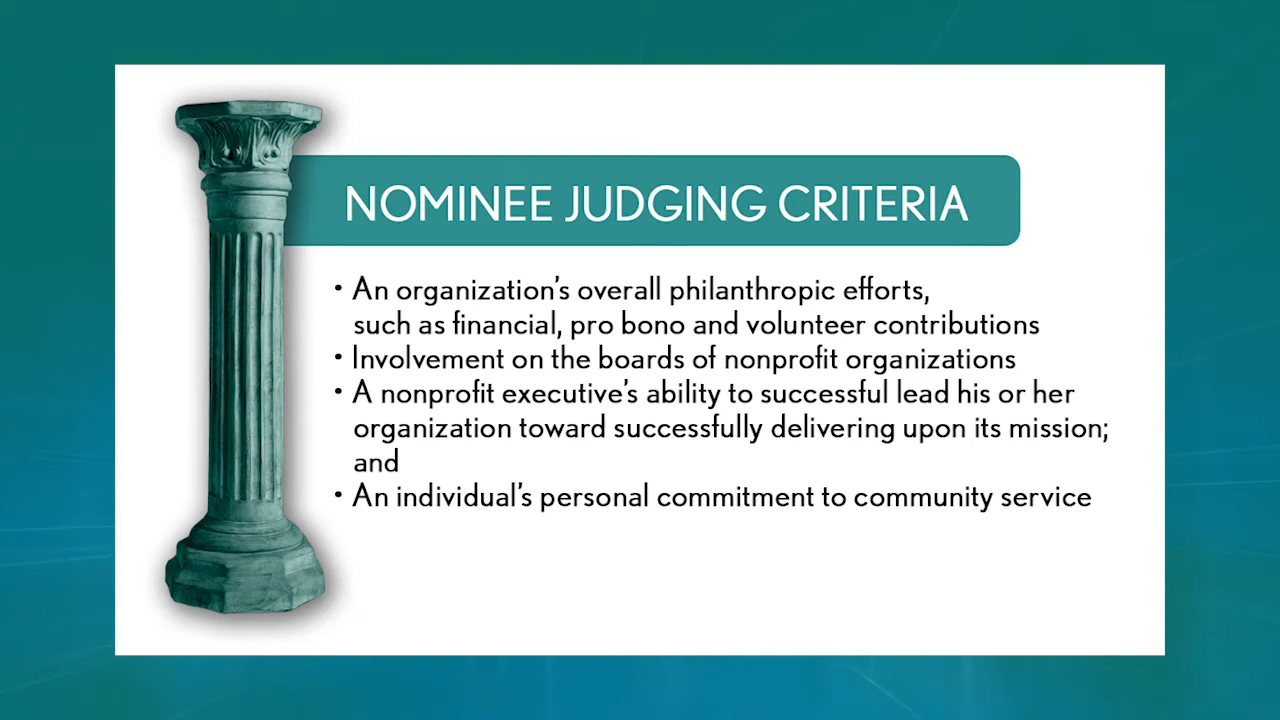 NOMINEE JUDGING CRITERIA
• An organization's overall philanthropic efforts,
such as financial, pro bono and volunteer contributions
• Involvement on the boards of nonprofit organizations
• A nonprofit executive's ability to successful lead his or her
organization toward successfully delivering upon its mission;
and
• An individual's personal commitment to community service